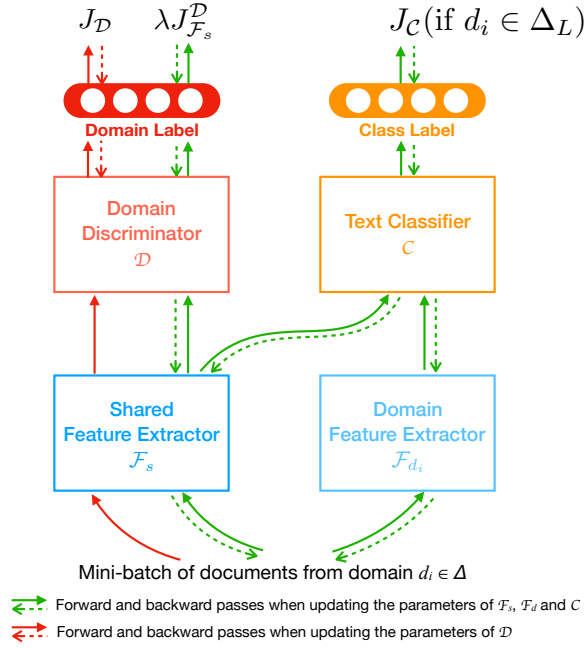 J_𝒟 λJ^𝒟_{ℱ_s} J_𝒞(if d_i ∈ Δ_L)
Domain Label Class Label
Domain
Discriminator
𝒟
Text Classifier
𝒞
Shared
Feature Extractor
ℱ_s
Domain
Feature Extractor
ℱ_{d_i}
Mini-batch of documents from domain d_i ∈ Δ
Forward and backward passes when updating the parameters of ℱ_s, ℱ_d and 𝒞
Forward and backward passes when updating the parameters of 𝒟